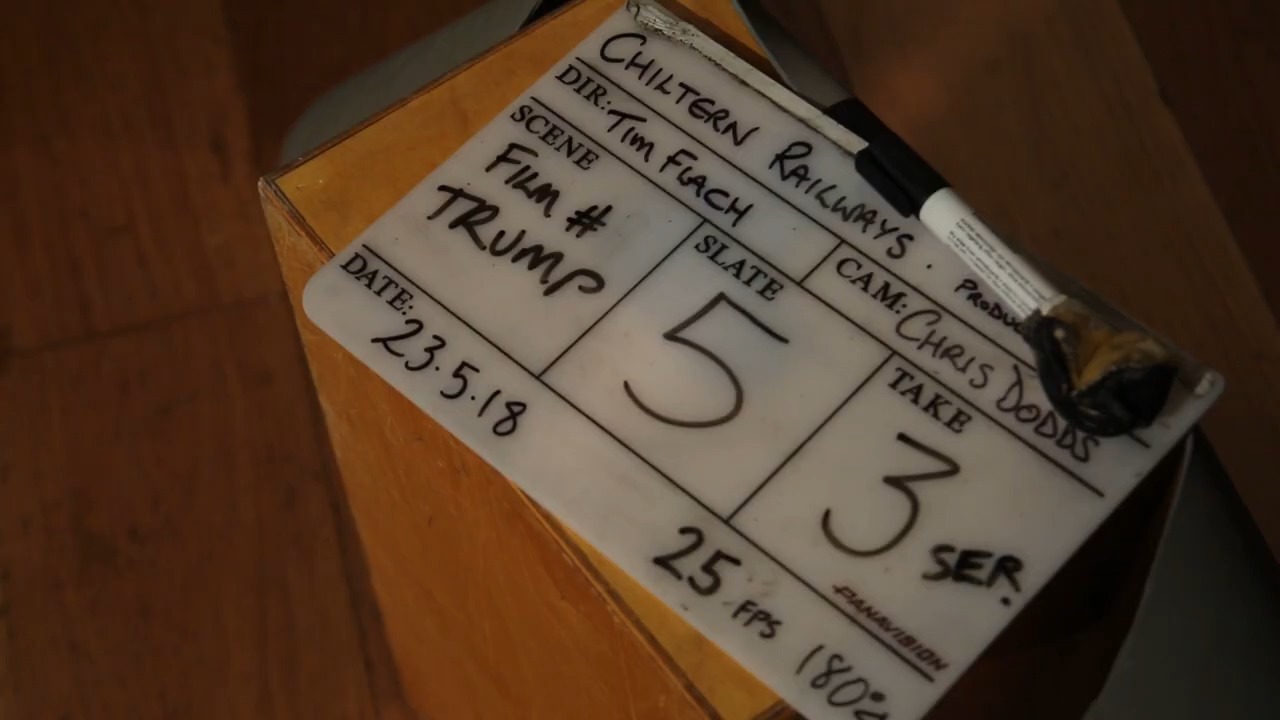 CHILTERN RAILWAYS.
DIR: Tim FLACH
CAM: CHRIS DODDS
SCENE
FILM #
TRUMP
SLATE
5
TAKE
3 SER.
DATE:
23.5.18
25 FPS 180°
PANAVISION